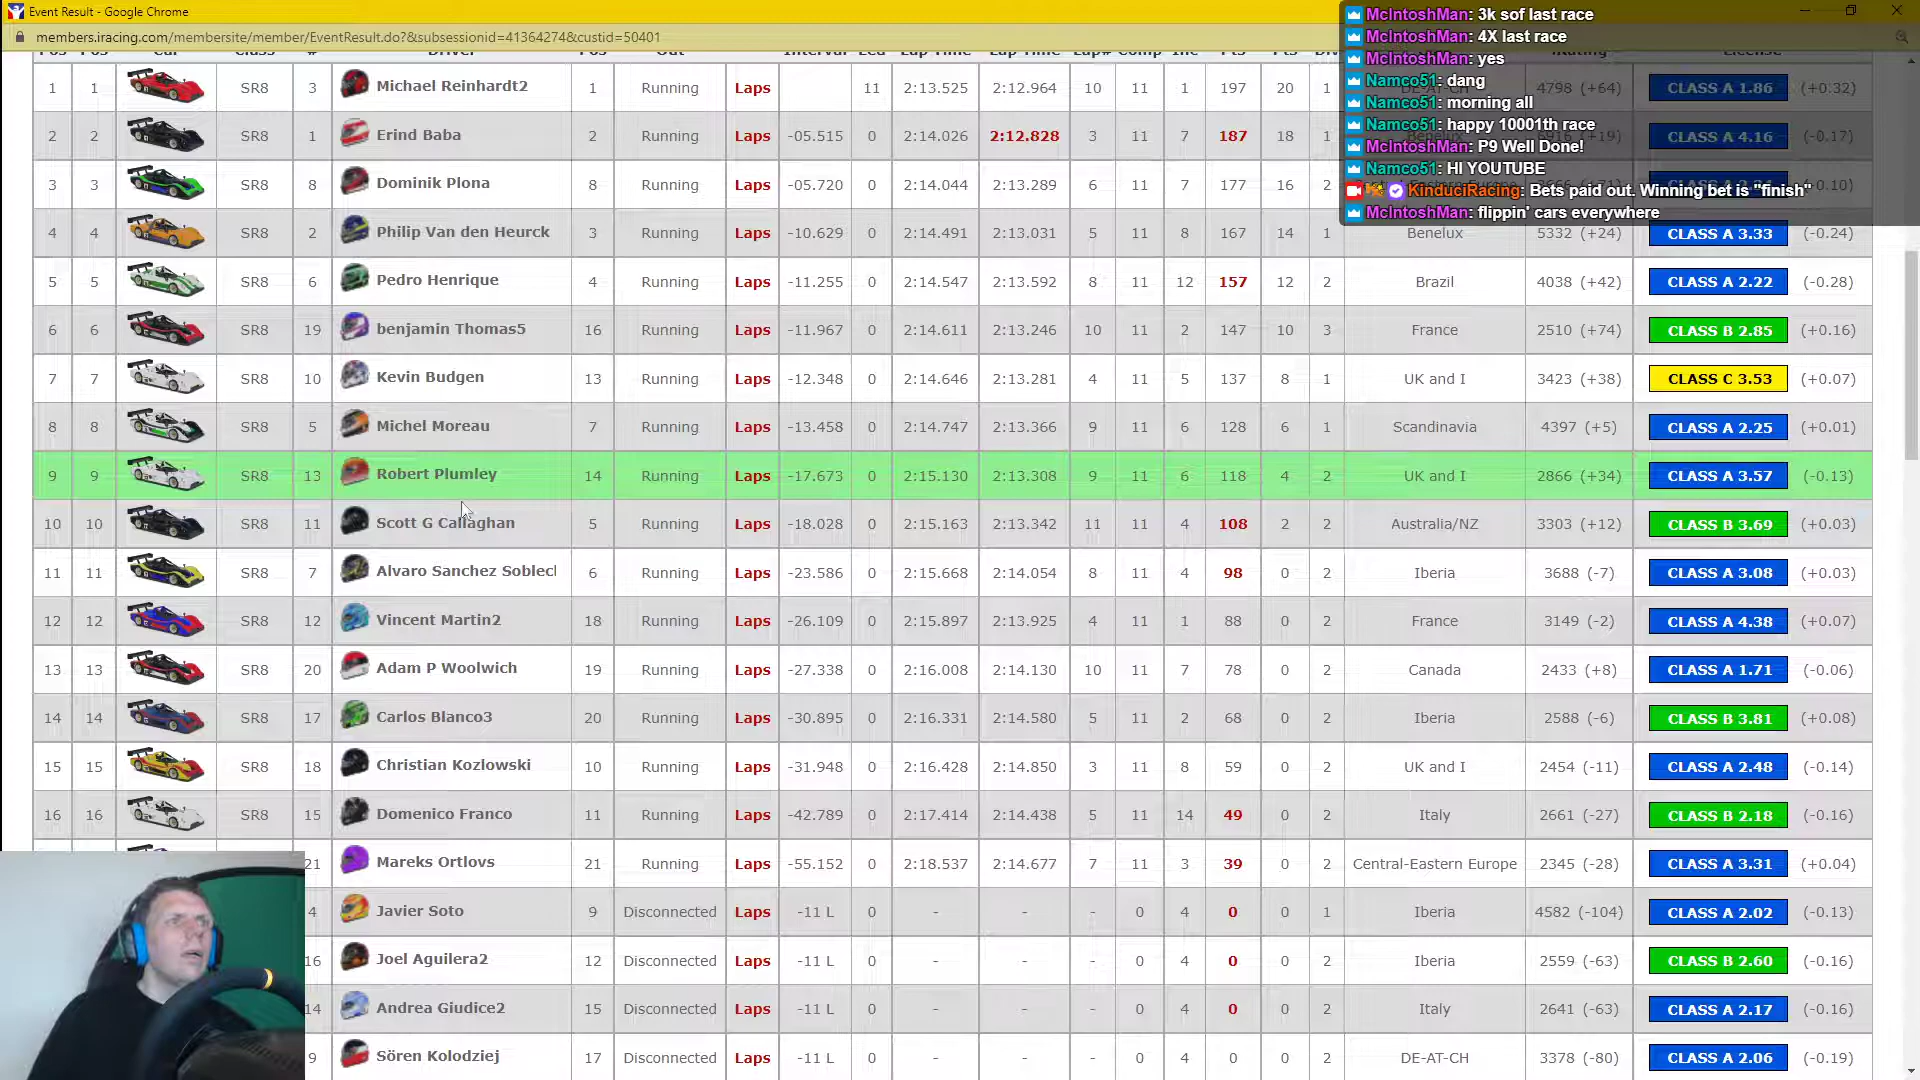 Event Result - Google Chrome
members.iracing.com/membersite/member/EventResult.do?&subsessionid=41364274&custid=50401
McIntoshMan: 3k sof last race
McIntoshMan: 4X last race
McIntoshMan: yes
Namco51: dang
Namco51: morning all
Namco51: happy 10001th race
McIntoshMan: P9 Well Done!
Namco51: HI YOUTUBE
KinduciRacing: Bets paid out. Winning bet is "finish"
McIntoshMan: flippin' cars everywhere
Pos Pos Car Class # Pos Out Interval Led Lap Time Lap Time Lap# Comp Inc Pts Pts Div iRating License
1 1 SR8 3 Michael Reinhardt2 1 Running Laps 11 2:13.525 2:12.964 10 11 1 197 20 1 DE-AT-CH 4798 (+64) CLASS A 1.86 (+0.32)
2 2 SR8 1 Erind Baba 2 Running Laps -05.515 0 2:14.026 2:12.828 3 11 7 187 18 1 Benelux 6916 (+19) CLASS A 4.16 (-0.17)
3 3 SR8 8 Dominik Plona 8 Running Laps -05.720 0 2:14.044 2:13.289 6 11 7 177 16 2 (+71) CLASS A (-0.10)
4 4 SR8 2 Philip Van den Heurck 3 Running Laps -10.629 0 2:14.491 2:13.031 5 11 8 167 14 1 Benelux 5332 (+24) CLASS A 3.33 (-0.24)
5 5 SR8 6 Pedro Henrique 4 Running Laps -11.255 0 2:14.547 2:13.592 8 11 12 157 12 2 Brazil 4038 (+42) CLASS A 2.22 (-0.28)
6 6 SR8 19 benjamin Thomas5 16 Running Laps -11.967 0 2:14.611 2:13.246 10 11 2 147 10 3 France 2510 (+74) CLASS B 2.85 (+0.16)
7 7 SR8 10 Kevin Budgen 13 Running Laps -12.348 0 2:14.646 2:13.281 4 11 5 137 8 1 UK and I 3423 (+38) CLASS C 3.53 (+0.07)
8 8 SR8 5 Michel Moreau 7 Running Laps -13.458 0 2:14.747 2:13.366 9 11 6 128 6 1 Scandinavia 4397 (+5) CLASS A 2.25 (+0.01)
9 9 SR8 13 Robert Plumley 14 Running Laps -17.673 0 2:15.130 2:13.308 9 11 6 118 4 2 UK and I 2866 (+34) CLASS A 3.57 (-0.13)
10 10 SR8 11 Scott G Callaghan 5 Running Laps -18.028 0 2:15.163 2:13.342 11 11 4 108 2 2 Australia/NZ 3303 (+12) CLASS B 3.69 (+0.03)
11 11 SR8 7 Alvaro Sanchez Soblecl 6 Running Laps -23.586 0 2:15.668 2:14.054 8 11 4 98 0 2 Iberia 3688 (-7) CLASS A 3.08 (+0.03)
12 12 SR8 12 Vincent Martin2 18 Running Laps -26.109 0 2:15.897 2:13.925 4 11 1 88 0 2 France 3149 (-2) CLASS A 4.38 (+0.07)
13 13 SR8 20 Adam P Woolwich 19 Running Laps -27.338 0 2:16.008 2:14.130 10 11 7 78 0 2 Canada 2433 (+8) CLASS A 1.71 (-0.06)
14 14 SR8 17 Carlos Blanco3 20 Running Laps -30.895 0 2:16.331 2:14.580 5 11 2 68 0 2 Iberia 2588 (-6) CLASS B 3.81 (+0.08)
15 15 SR8 18 Christian Kozlowski 10 Running Laps -31.948 0 2:16.428 2:14.850 3 11 8 59 0 2 UK and I 2454 (-11) CLASS A 2.48 (-0.14)
16 16 SR8 15 Domenico Franco 11 Running Laps -42.789 0 2:17.414 2:14.438 5 11 14 49 0 2 Italy 2661 (-27) CLASS B 2.18 (-0.16)
21 Mareks Ortlovs 21 Running Laps -55.152 0 2:18.537 2:14.677 7 11 3 39 0 2 Central-Eastern Europe 2345 (-28) CLASS A 3.31 (+0.04)
4 Javier Soto 9 Disconnected Laps -11 L 0 - - - 0 4 0 0 1 Iberia 4582 (-104) CLASS A 2.02 (-0.13)
16 Joel Aguilera2 12 Disconnected Laps -11 L 0 - - - 0 4 0 0 2 Iberia 2559 (-63) CLASS B 2.60 (-0.16)
14 Andrea Giudice2 15 Disconnected Laps -11 L 0 - - - 0 4 0 0 2 Italy 2641 (-63) CLASS A 2.17 (-0.16)
9 Sören Kolodziej 17 Disconnected Laps -11 L 0 - - - 0 4 0 0 2 DE-AT-CH 3378 (-80) CLASS A 2.06 (-0.19)